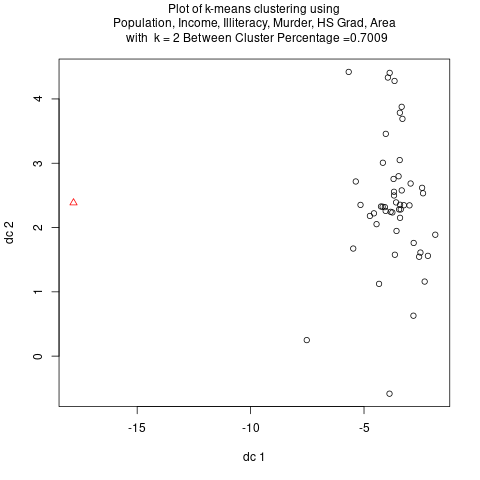 Plot of k-means clustering using
Population, Income, Illiteracy, Murder, HS Grad, Area
with k = 2 Between Cluster Percentage =0.7009
4
3
2
1
0
dc 2
-15
-10
-5
dc 1